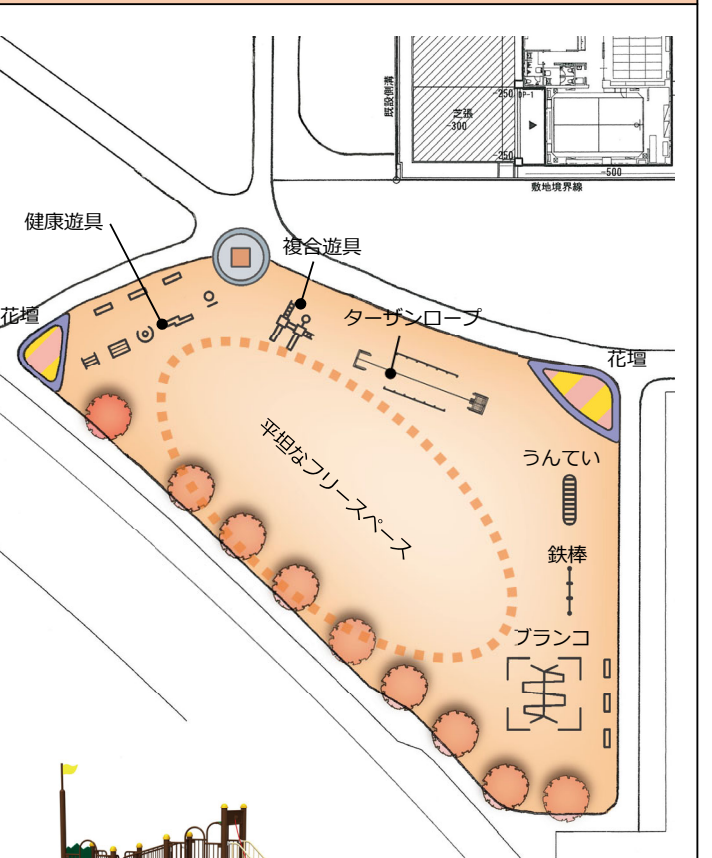 既設側溝
芝張
-300
-250
DP-1
-250
-500
敷地境界線
健康遊具
複合遊具
花壇
ターザンロープ
花壇
平坦なフリースペース
うんてい
鉄棒
ブランコ